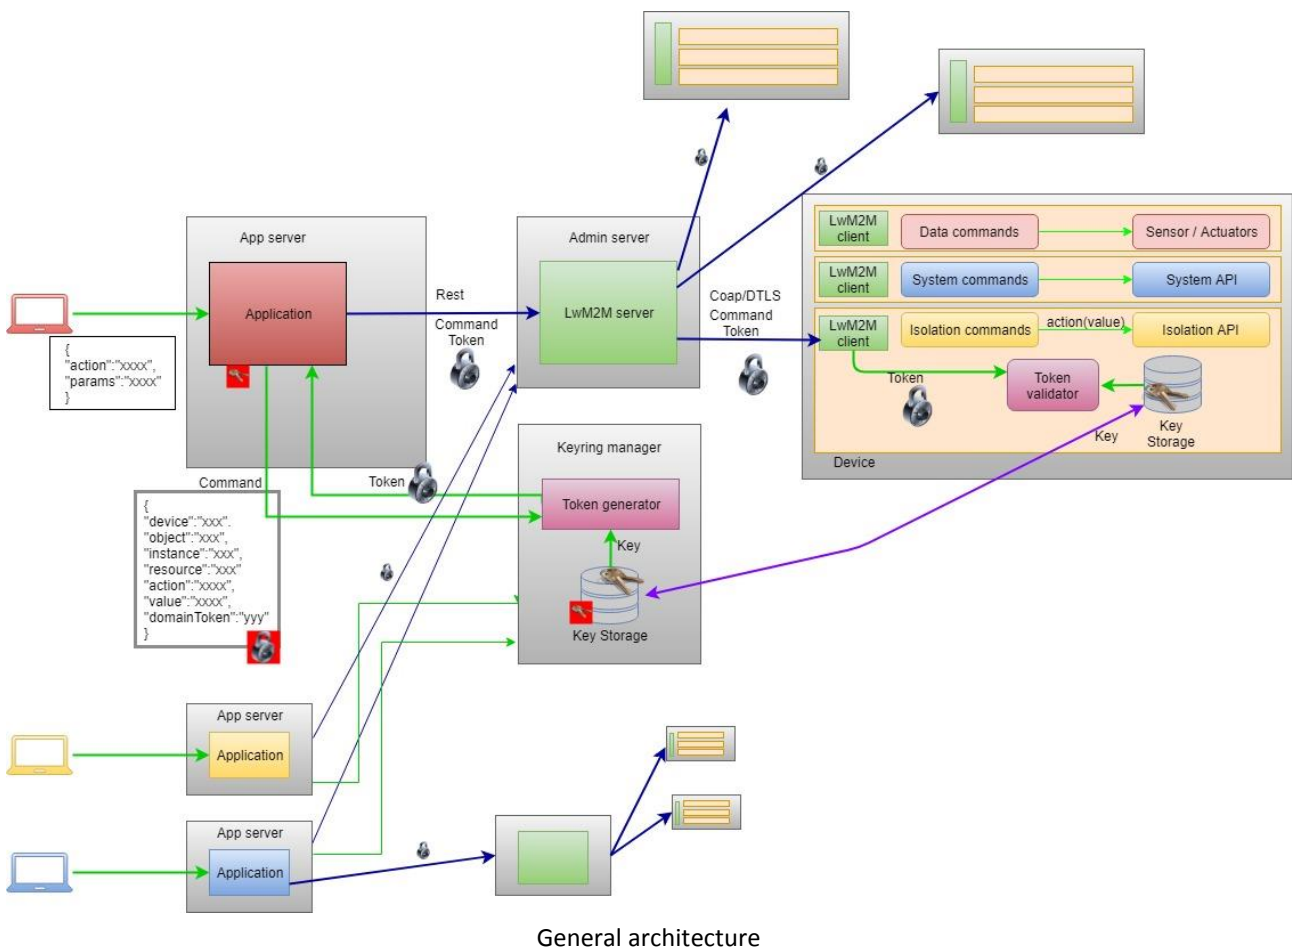 App server
Application
{
"action":"xxxx",
"params":"xxxx"
}
Rest
Command
Token
Admin server
LwM2M server
Coap/DTLS
Command
Token
LwM2M
client
Data commands
Sensor / Actuators
LwM2M
client
System commands
System API
LwM2M
client
Isolation commands
action(value)
Isolation API
Token
Token
validator
Key
Key
Storage
Device
Command
Token
{
"device":"xxx".
"object":"xxx",
"instance":"xxx",
"resource":"xxx"
"action":"xxxx",
"value":"xxxx",
"domainToken":"yyy"
}
Keyring manager
Token generator
Key
Key Storage
App server
Application
App server
Application
General architecture